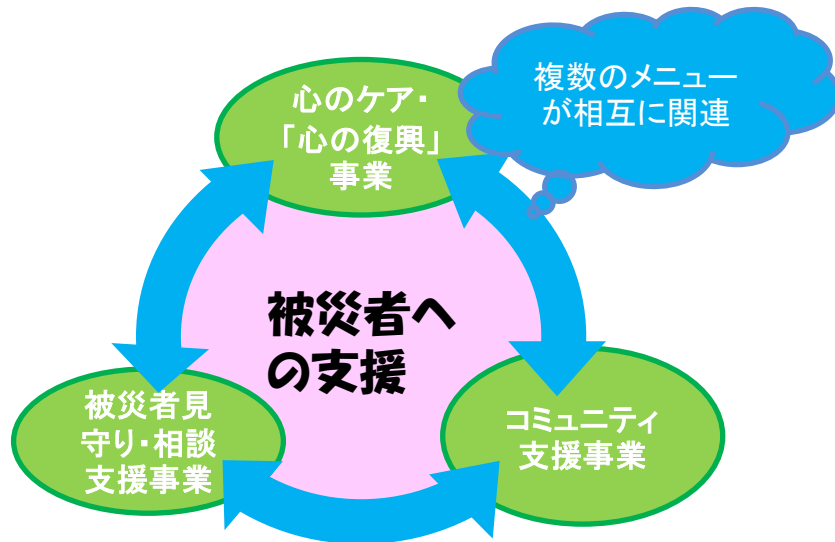 心のケア・
「心の復興」
事業
複数のメニュー
が相互に関連
被災者へ
の支援
被災者見
守り・相談
支援事業
コミュニティ
支援事業